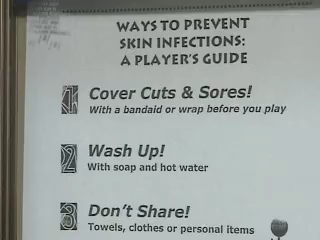 WAYS TO PREVENT
SKIN INFECTIONS:
A PLAYER'S GUIDE
1 Cover Cuts & Sores!
With a bandaid or wrap before you play
2 Wash Up!
With soap and hot water
3 Don't Share!
Towels, clothes or personal items